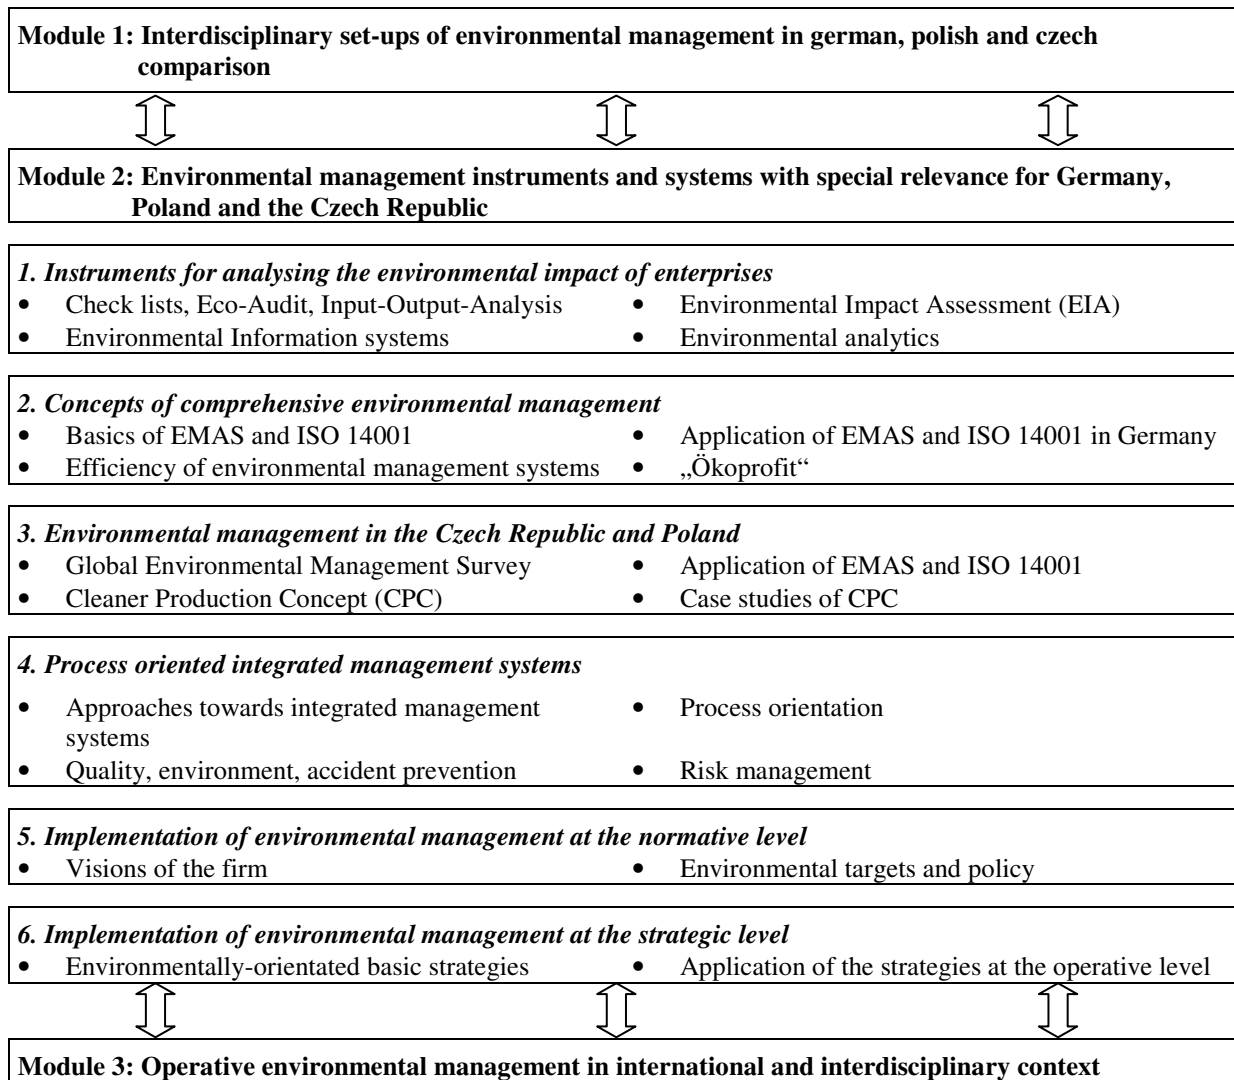 Module 1: Interdisciplinary set-ups of environmental management in german, polish and czech
comparison
Module 2: Environmental management instruments and systems with special relevance for Germany,
Poland and the Czech Republic
1. Instruments for analysing the environmental impact of enterprises
• Check lists, Eco-Audit, Input-Output-Analysis • Environmental Impact Assessment (EIA)
• Environmental Information systems • Environmental analytics
2. Concepts of comprehensive environmental management
• Basics of EMAS and ISO 14001 • Application of EMAS and ISO 14001 in Germany
• Efficiency of environmental management systems • „Ökoprofit“
3. Environmental management in the Czech Republic and Poland
• Global Environmental Management Survey • Application of EMAS and ISO 14001
• Cleaner Production Concept (CPC) • Case studies of CPC
4. Process oriented integrated management systems
• Approaches towards integrated management • Process orientation
systems
• Quality, environment, accident prevention • Risk management
5. Implementation of environmental management at the normative level
• Visions of the firm • Environmental targets and policy
6. Implementation of environmental management at the strategic level
• Environmentally-orientated basic strategies • Application of the strategies at the operative level
Module 3: Operative environmental management in international and interdisciplinary context